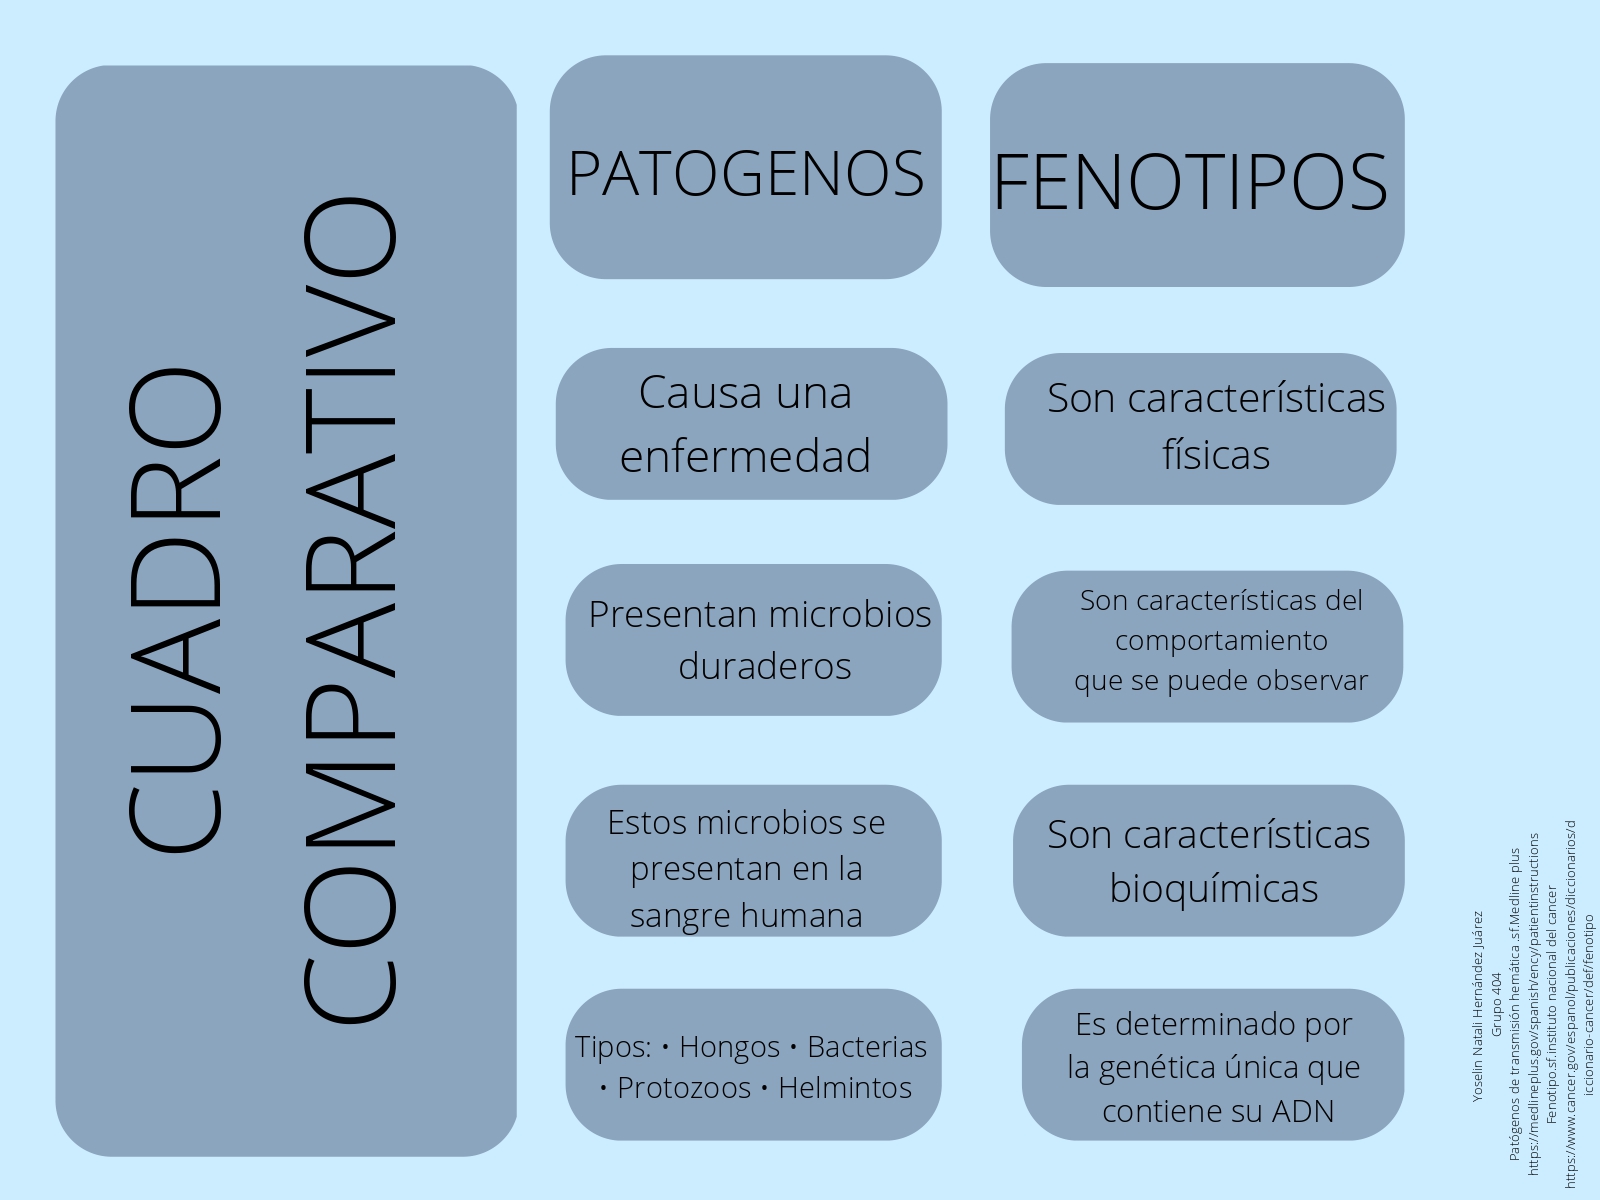 CUADRO
COMPARATIVO
PATOGENOS
Causa una
enfermedad
Presentan microbios
duraderos
Estos microbios se
presentan en la
sangre humana
Tipos: • Hongos • Bacterias
• Protozoos • Helmintos
FENOTIPOS
Son características
físicas
Son características del
comportamiento
que se puede observar
Son características
bioquímicas
Es determinado por
la genética única que
contiene su ADN
Yoselin Natali Hernández Juárez
Grupo 404
Patógenos de transmisión hemática .sf.Medline plus
https://medlineplus.gov/spanish/ency/patientinstructions
Fenotipo.sf.instituto nacional del cancer
https://www.cancer.gov/espanol/publicaciones/diccionarios/d
iccionario-cancer/def/fenotipo